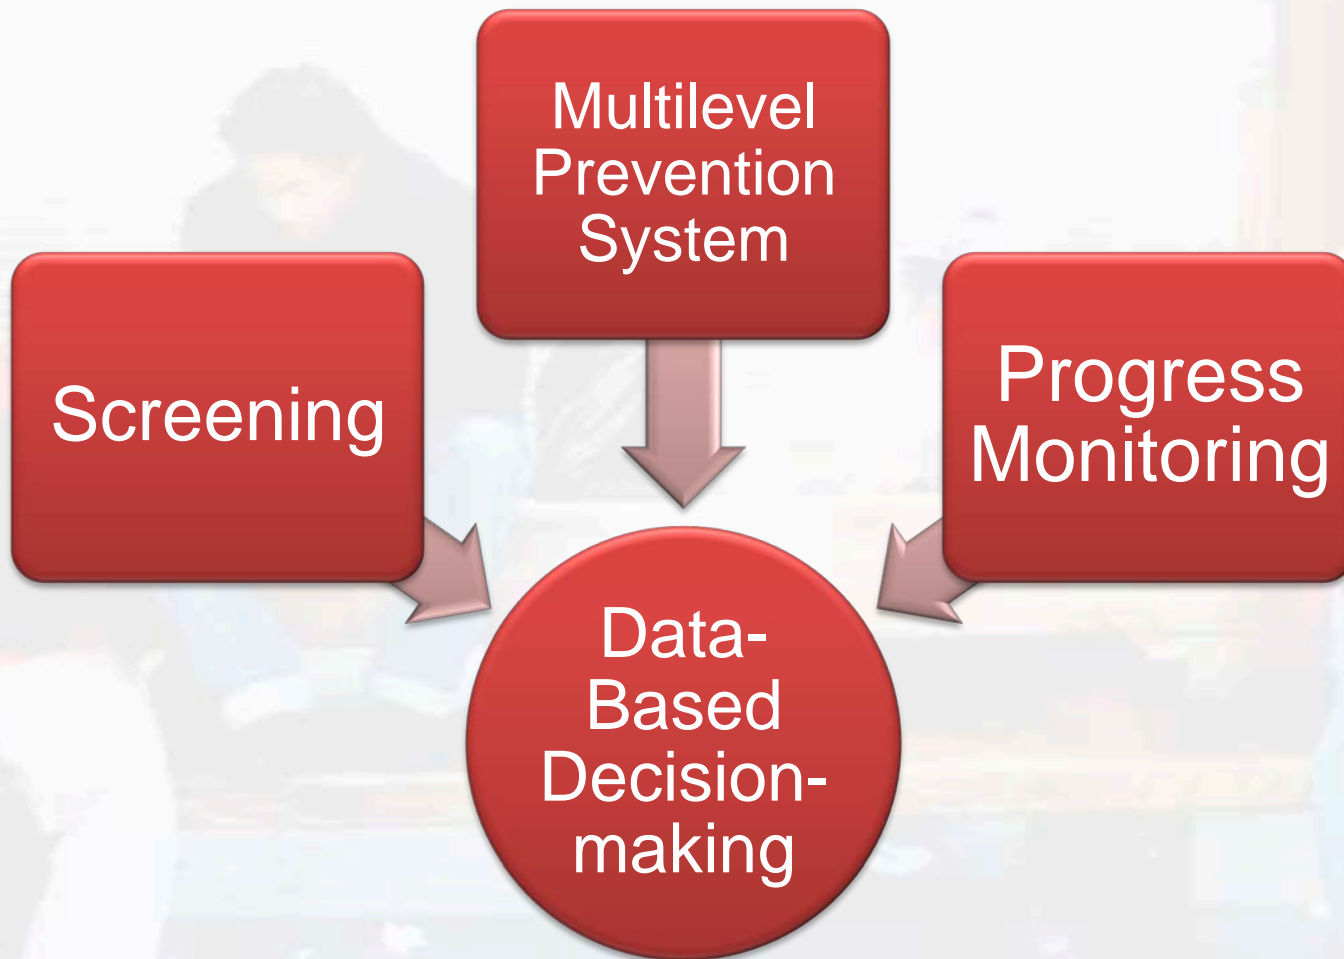 Multilevel
Prevention
System
Screening
Progress
Monitoring
Data-
Based
Decision-
making